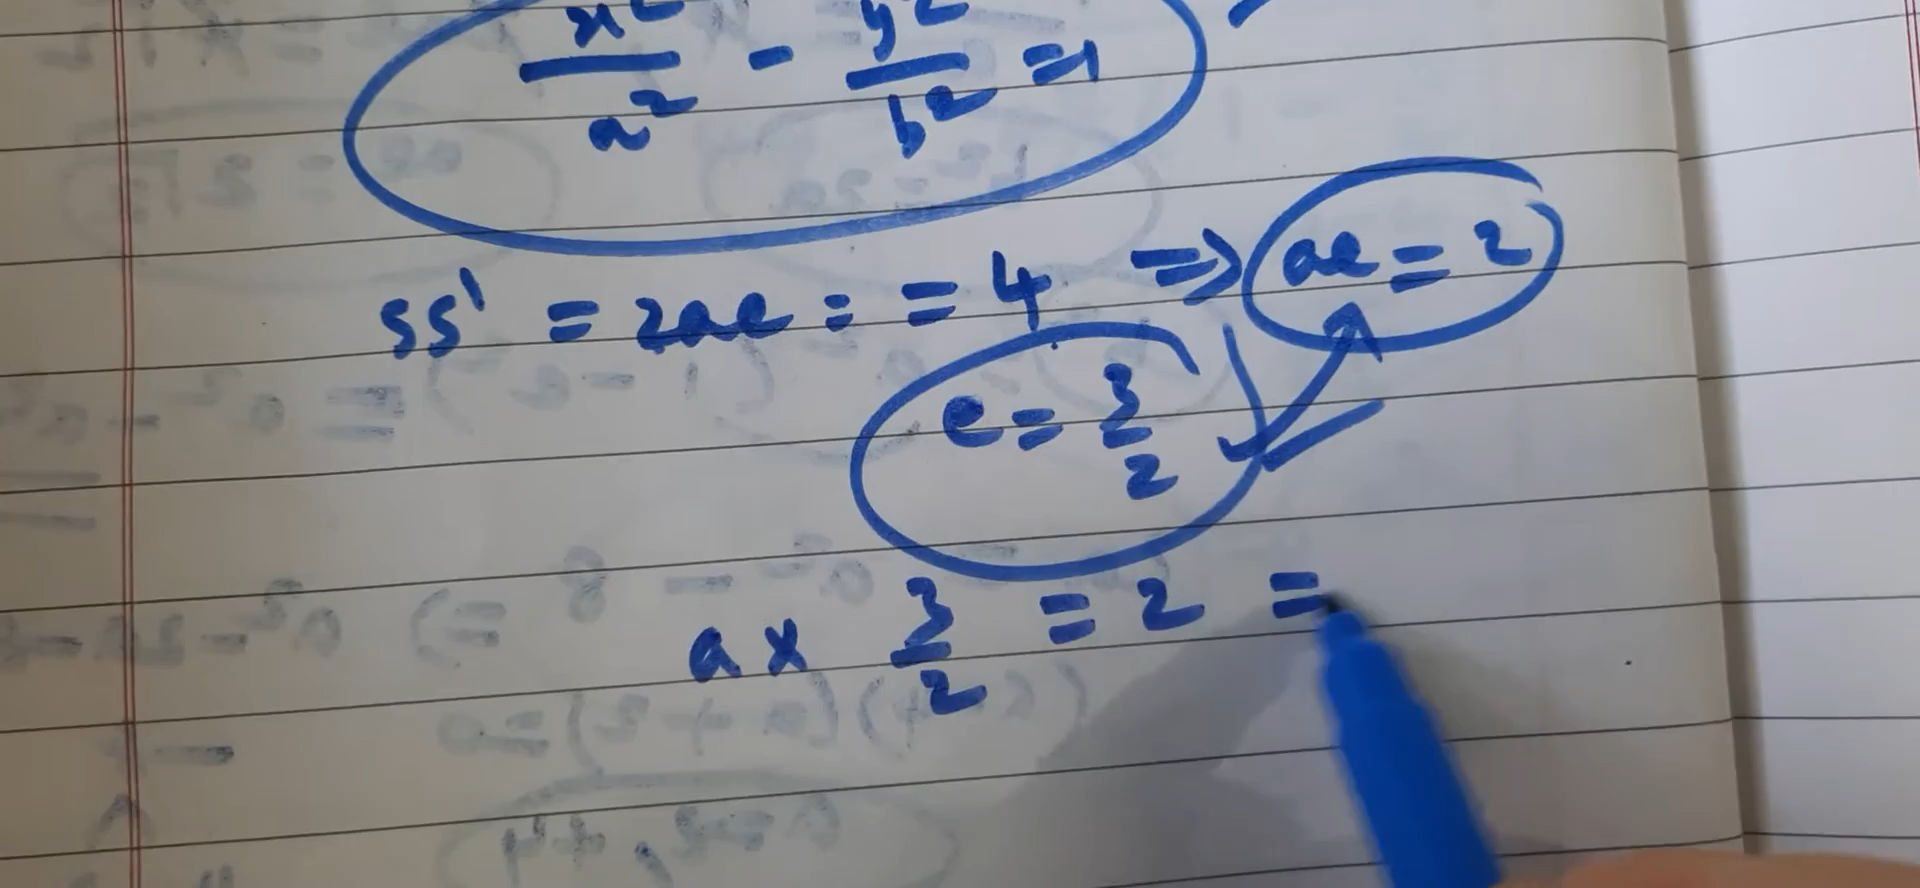 x²/a² - y²/b² = 1
SS' = 2ae = = 4 ⇒ ae = 2
e = 3/2
a × 3/2 = 2 =